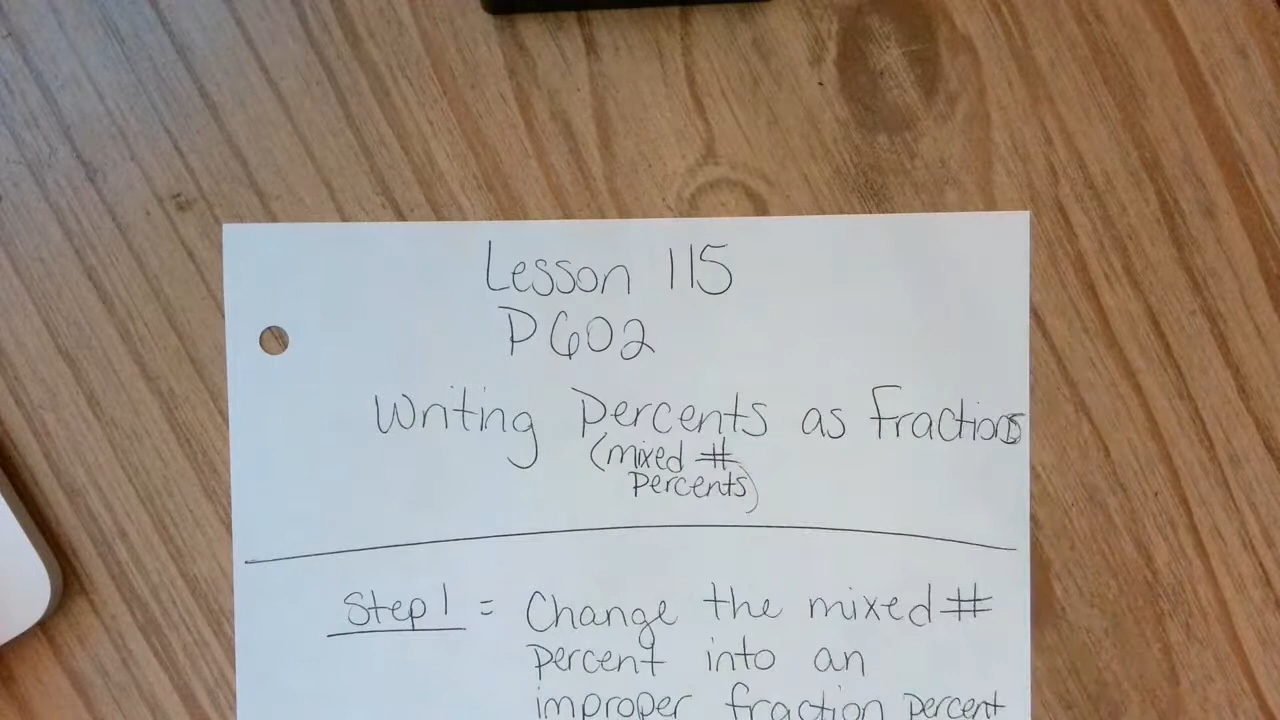 Lesson 115
P602
Writing Percents as Fractions
(mixed #
Percents)
Step 1 = Change the mixed #
percent into an
improper fraction percent